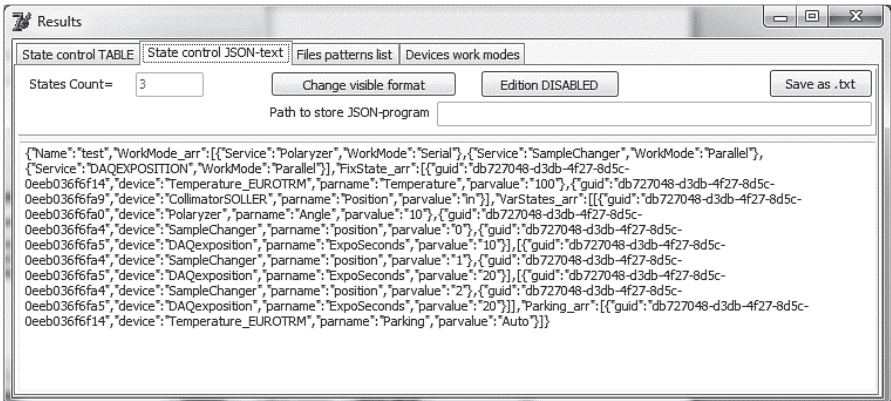 Results
State control TABLE State control JSON-text Files patterns list Devices work modes
States Count= 3 Change visible format Edition DISABLED Save as .txt
Path to store JSON-program
{"Name":"test","WorkMode_arr":[{"Service":"Polaryzer","WorkMode":"Serial"},{"Service":"SampleChanger","WorkMode":"Parallel"},
{"Service":"DAQEXPOSITION","WorkMode":"Parallel"}],"FixState_arr":[{"guid":"db727048-d3db-4f27-8d5c-
0eeb036f6f14","device":"Temperature_EUROTRM","parname":"Temperature","parvalue":"100"},{"guid":"db727048-d3db-4f27-8d5c-
0eeb036f6fa9","device":"CollimatorSOLLER","parname":"Position","parvalue":"in"}],"VarStates_arr":[[{"guid":"db727048-d3db-4f27-8d5c-
0eeb036f6fa0","device":"Polaryzer","parname":"Angle","parvalue":"10"},{"guid":"db727048-d3db-4f27-8d5c-
0eeb036f6fa4","device":"SampleChanger","parname":"position","parvalue":"0"},{"guid":"db727048-d3db-4f27-8d5c-
0eeb036f6fa5","device":"DAQexposition","parname":"ExpoSeconds","parvalue":"10"}],[{"guid":"db727048-d3db-4f27-8d5c-
0eeb036f6fa4","device":"SampleChanger","parname":"position","parvalue":"1"},{"guid":"db727048-d3db-4f27-8d5c-
0eeb036f6fa5","device":"DAQexposition","parname":"ExpoSeconds","parvalue":"20"}],[{"guid":"db727048-d3db-4f27-8d5c-
0eeb036f6fa4","device":"SampleChanger","parname":"position","parvalue":"2"},{"guid":"db727048-d3db-4f27-8d5c-
0eeb036f6fa5","device":"DAQexposition","parname":"ExpoSeconds","parvalue":"20"}]],"Parking_arr":[{"guid":"db727048-d3db-4f27-8d5c-
0eeb036f6f14","device":"Temperature_EUROTRM","parname":"Parking","parvalue":"Auto"}]}